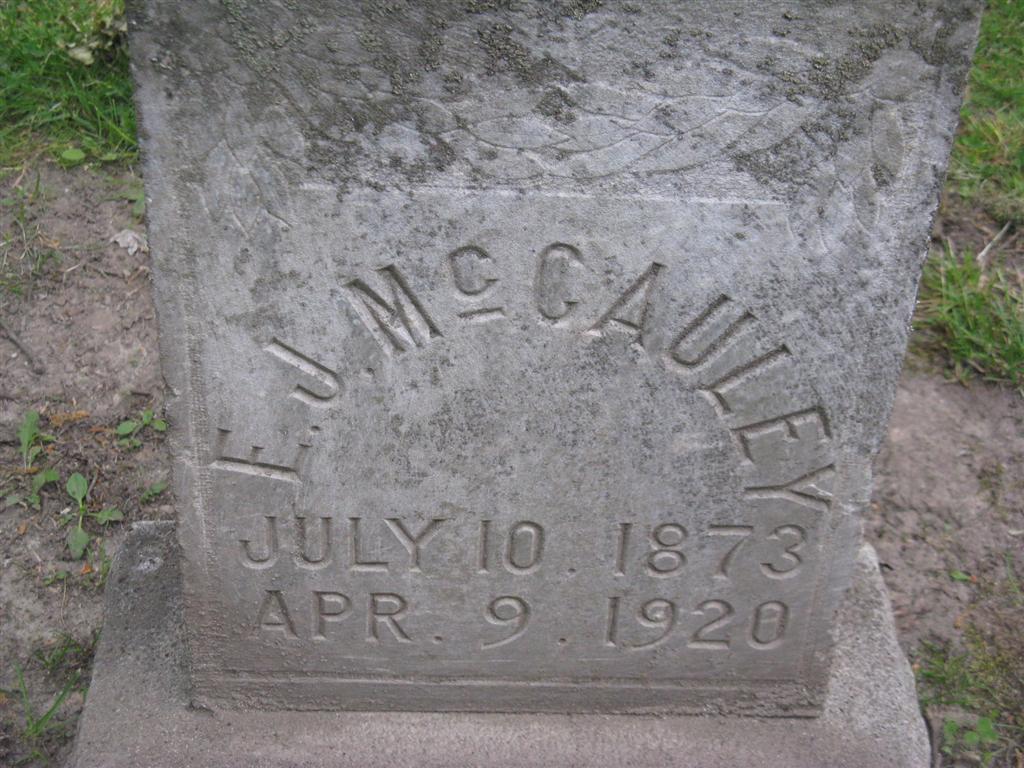 E. J. McCAULEY
JULY 10. 1873
APR. 9. 1920